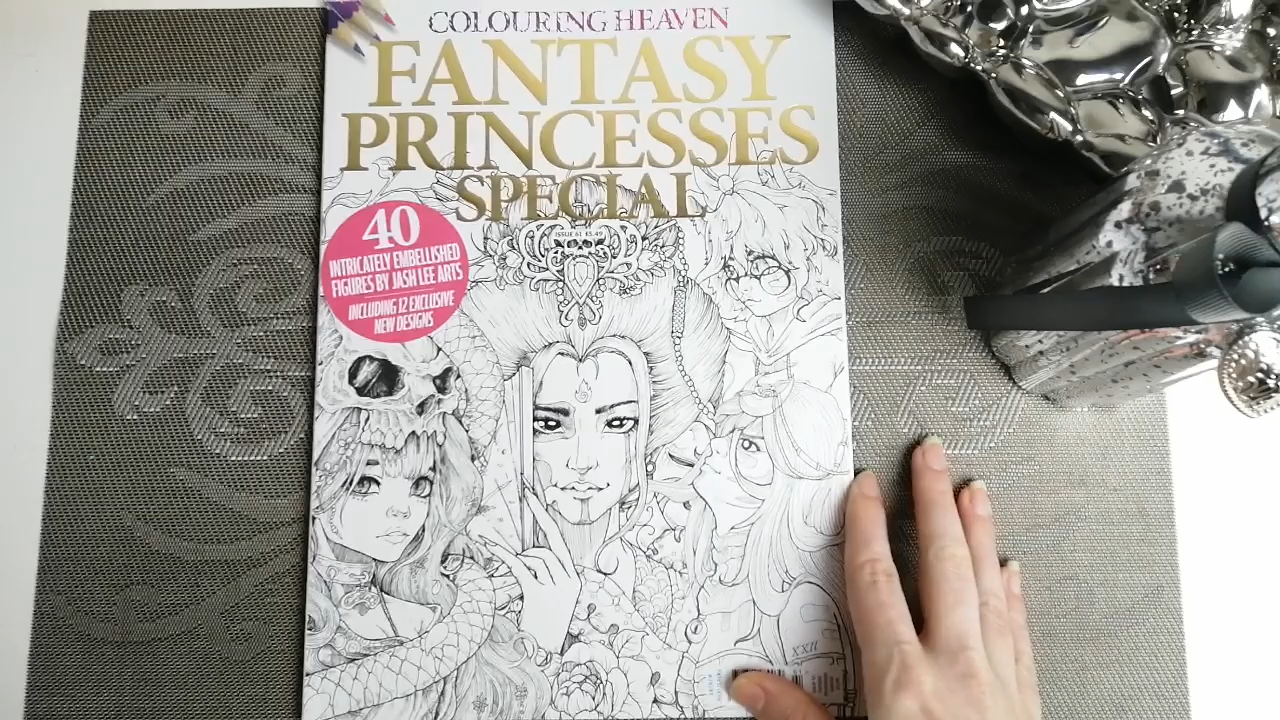 COLOURING HEAVEN
FANTASY
PRINCESSES
SPECIAL
ISSUE 61 £5.49
40
INTRICATELY EMBELLISHED
FIGURES BY JASH LEE ARTS
INCLUDING 12 EXCLUSIVE
NEW DESIGNS
XXII